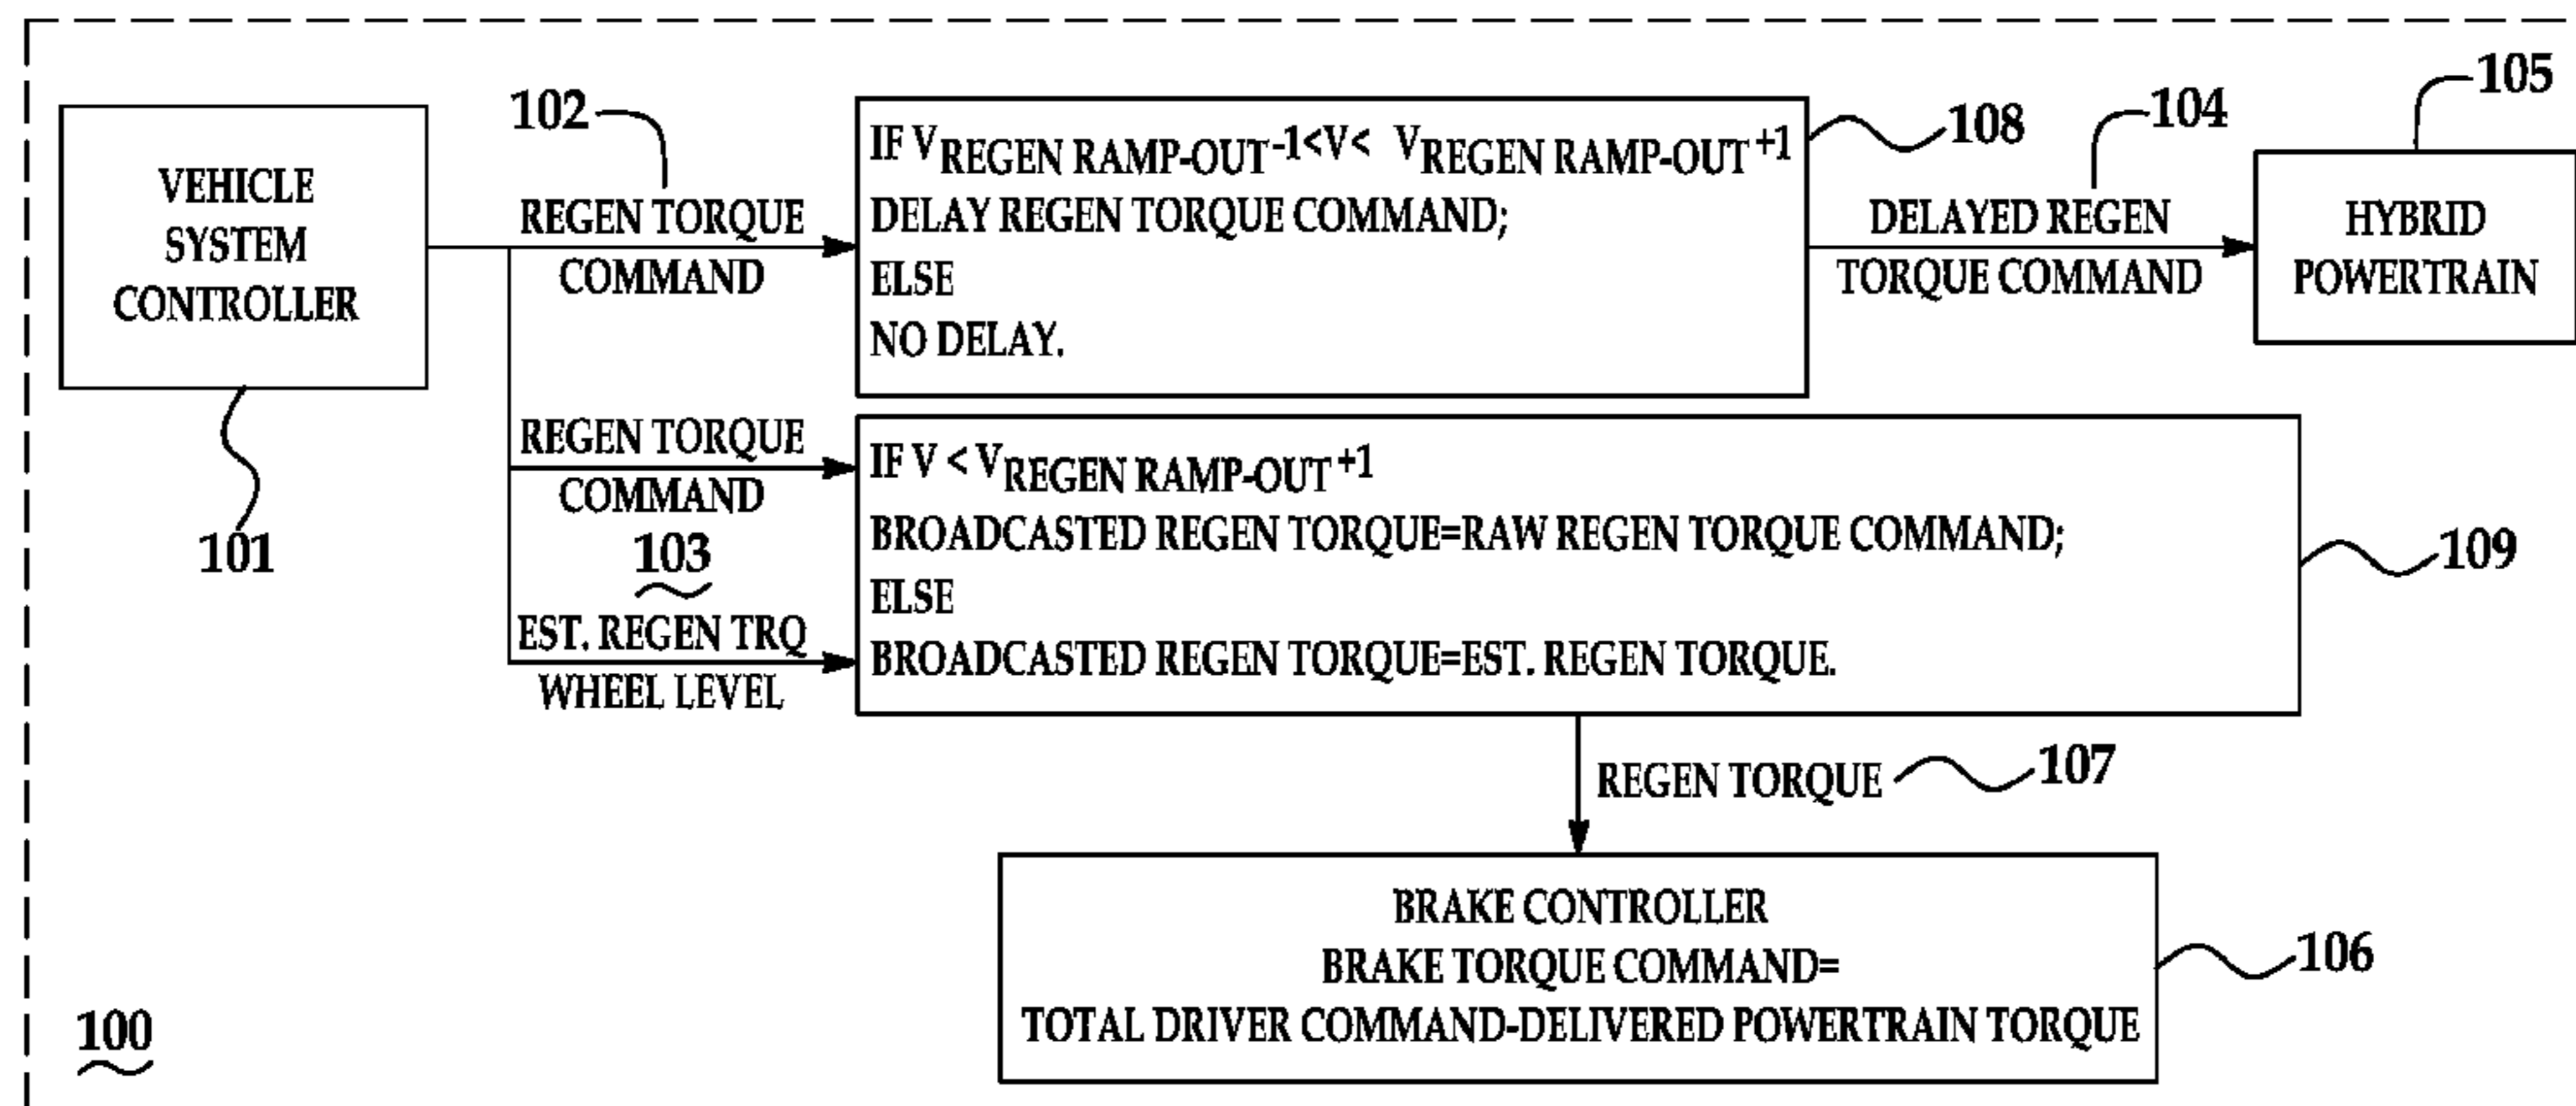 VEHICLE
SYSTEM
CONTROLLER
101
102
REGEN TORQUE
COMMAND
IF V REGEN RAMP-OUT -1<V< V REGEN RAMP-OUT +1
DELAY REGEN TORQUE COMMAND;
ELSE
NO DELAY.
108
104
DELAYED REGEN
TORQUE COMMAND
105
HYBRID
POWERTRAIN
REGEN TORQUE
COMMAND
103
EST. REGEN TRQ
WHEEL LEVEL
IF V < V REGEN RAMP-OUT +1
BROADCASTED REGEN TORQUE=RAW REGEN TORQUE COMMAND;
ELSE
BROADCASTED REGEN TORQUE=EST. REGEN TORQUE.
109
REGEN TORQUE
107
BRAKE CONTROLLER
BRAKE TORQUE COMMAND=
TOTAL DRIVER COMMAND-DELIVERED POWERTRAIN TORQUE
106
100